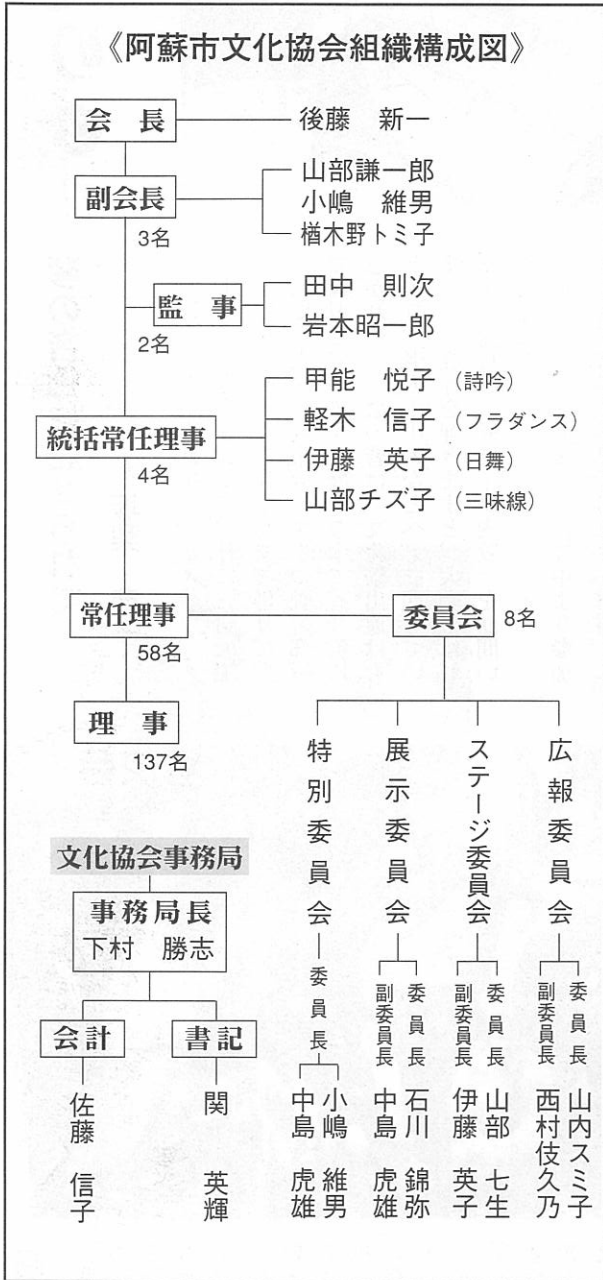 《阿蘇市文化協会組織構成図》
会 長
後藤 新一
副会長
3名
山部謙一郎
小嶋 維男
楢木野トミ子
監 事
2名
田中 則次
岩本昭一郎
統括常任理事
4名
甲能 悦子 (詩吟)
軽木 信子 (フラダンス)
伊藤 英子 (日舞)
山部チズ子 (三味線)
常任理事
58名
委員会 8名
理 事
137名
広報委員会
委員長
山内スミ子
副委員長
西村伎久乃
ステージ委員会
委員長
山部 七生
副委員長
伊藤 英子
展示委員会
委員長
石川 錦弥
副委員長
中島 虎雄
特別委員会
委員長
小嶋 維男
中島 虎雄
文化協会事務局
事務局長
下村 勝志
会計
佐藤 信子
書記
関 英輝